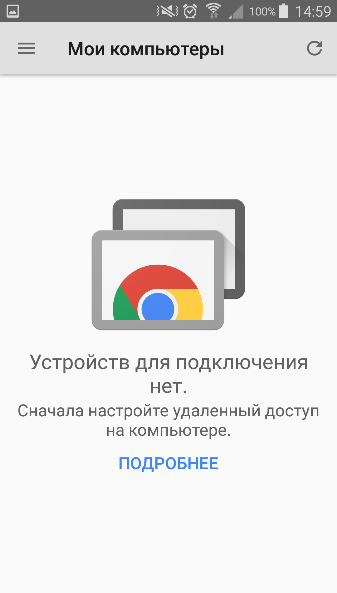 100% 14:59
Мои компьютеры
Устройств для подключения
нет.
Сначала настройте удаленный доступ
на компьютере.
ПОДРОБНЕЕ